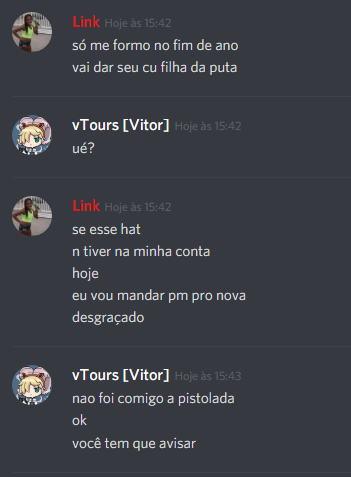 Link Hoje às 15:42
só me formo no fim de ano
vai dar seu cu filha da puta
vTours [Vitor] Hoje às 15:42
ué?
Link Hoje às 15:42
se esse hat
n tiver na minha conta
hoje
eu vou mandar pm pro nova
desgraçado
vTours [Vitor] Hoje às 15:43
nao foi comigo a pistolada
ok
você tem que avisar